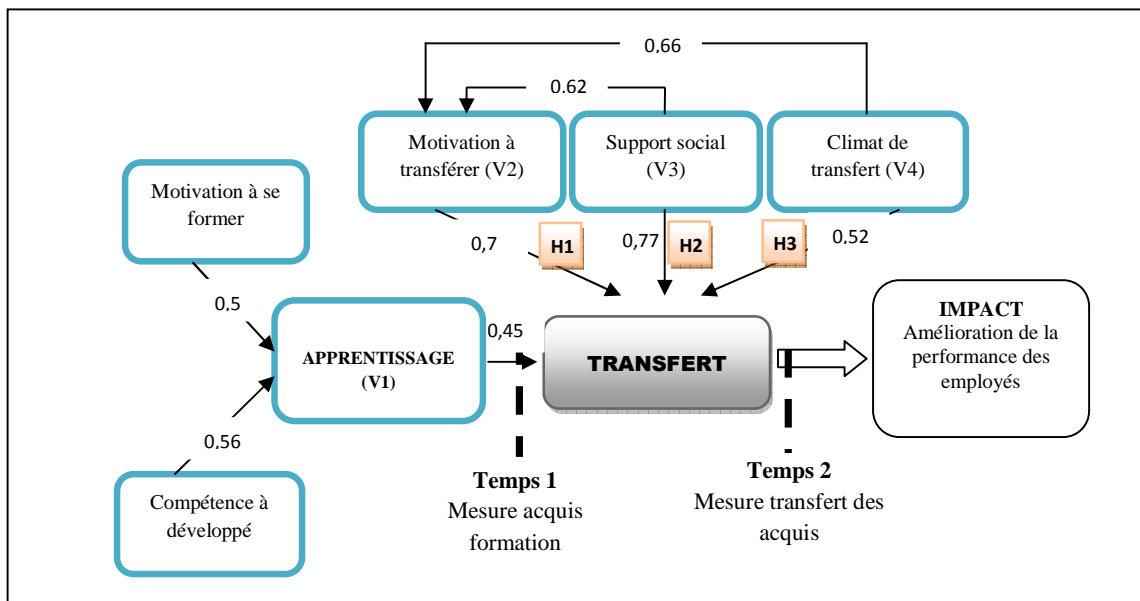 0,66
0.62
Motivation à
transférer (V2)
Support social
(V3)
Climat de
transfert (V4)
Motivation à se
former
0,7
H1
0,77
H2
H3
0,52
0,5
APPRENTISSAGE
(V1)
0,45
TRANSFERT
IMPACT
Amélioration de la
performance des
employés
0,56
Compétence à
développé
Temps 1
Mesure acquis
formation
Temps 2
Mesure transfert des
acquis